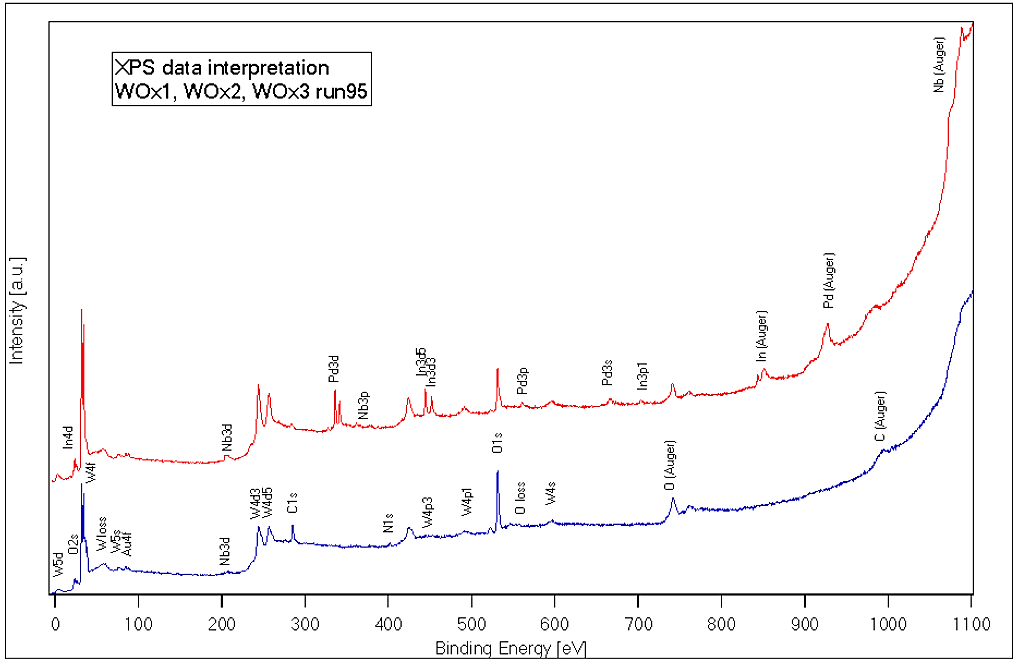 XPS data interpretation
WOx1, WOx2, WOx3 run95
Nb (Auger)
Pd (Auger)
In (Auger)
In3p1
Pd3s
Pd3p
In3d5
In3d3
Nb3p
Pd3d
Nb3d
In4d
W4f
W5d
O2s
Wloss
W5s
Au4f
Nb3d
W4d3
W4d5
C1s
N1s
W4p3
W4p1
O1s
O loss
W4s
O (Auger)
C (Auger)
Intensity [a.u.]
0 100 200 300 400 500 600 700 800 900 1000 1100
Binding Energy [eV]